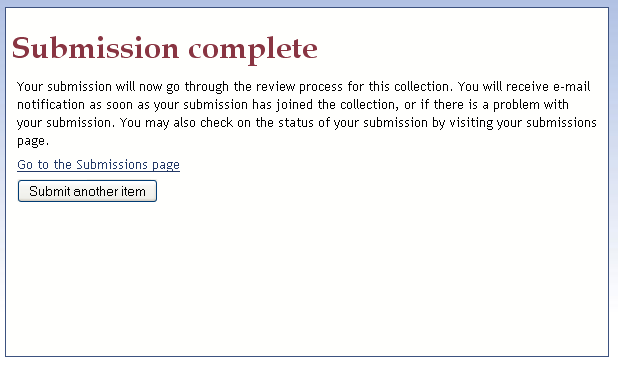 Submission complete
Your submission will now go through the review process for this collection. You will receive e-mail
notification as soon as your submission has joined the collection, or if there is a problem with
your submission. You may also check on the status of your submission by visiting your submissions
page.
Go to the Submissions page
Submit another item